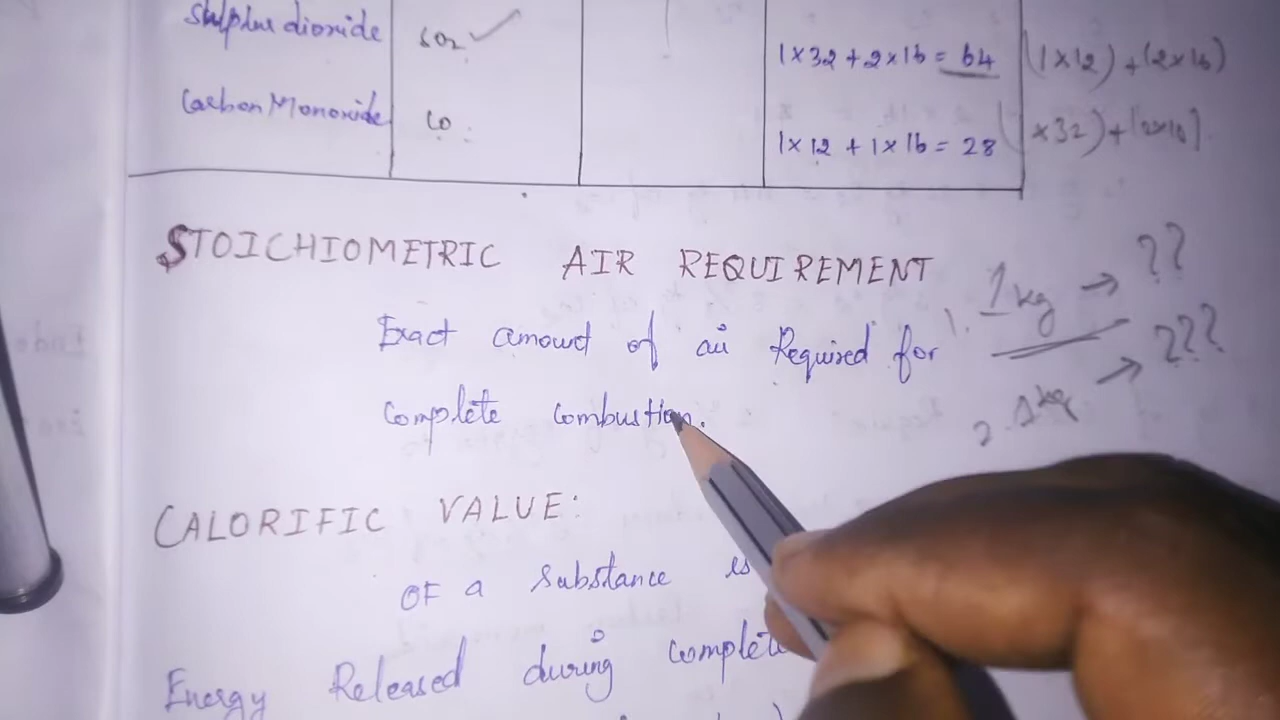 Sulphur dioxide SO2 ✓ 1×32+2×16= 64 (1×12)+(2×16)
Carbon Monoxide CO 1×12 + 1×16 = 28 ×32)+(2×16)
STOICHIOMETRIC AIR REQUIREMENT
Exact amount of air Required for
complete combustion.
1. 1kg → ??
2. 1kg → ???
CALORIFIC VALUE:
OF a substance is
Energy Released during complete